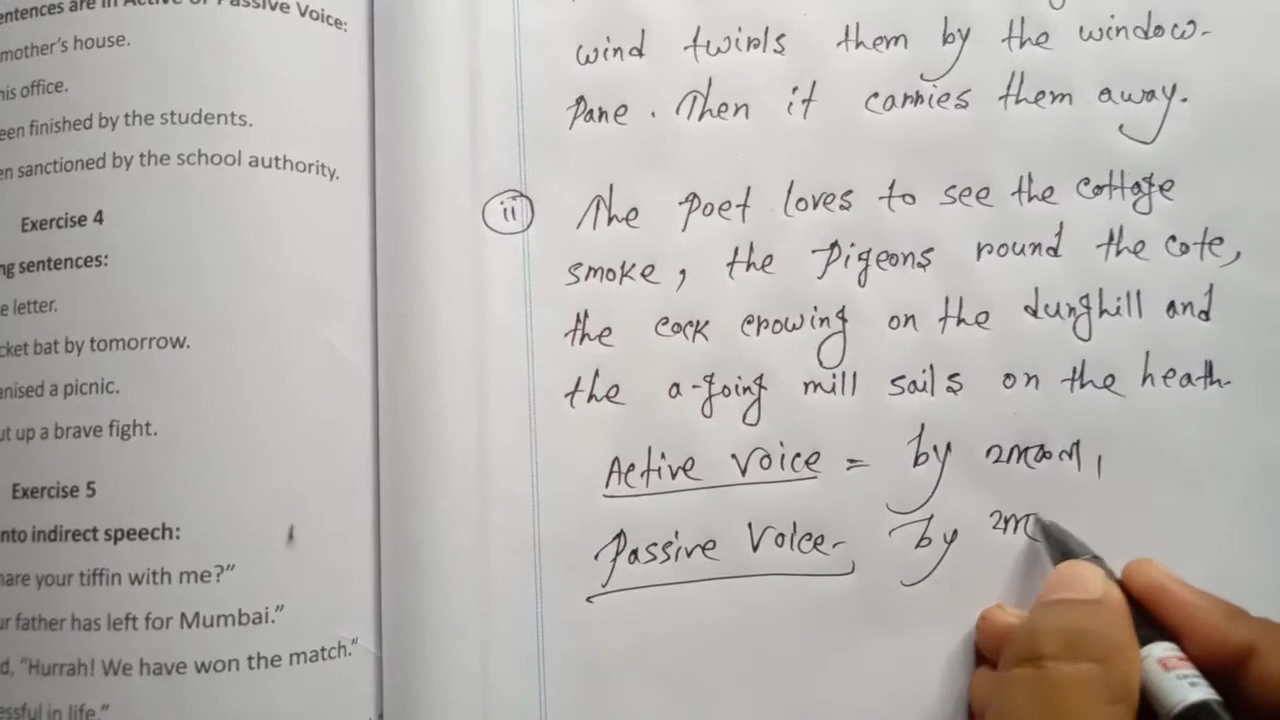 entences are in Active or Passive Voice:
mother's house.
his office.
een finished by the students.
en sanctioned by the school authority.
Exercise 4
ng sentences:
e letter.
cket bat by tomorrow.
anised a picnic.
ut up a brave fight.
Exercise 5
nto indirect speech:
hare your tiffin with me?"
ur father has left for Mumbai."
d, "Hurrah! We have won the match."
essful in life."
wind twirls them by the window-
pane. Then it carries them away.
ii The poet loves to see the cottage
smoke, the pigeons round the cote,
the cock crowing on the dunghill and
the a-going mill sails on the heath
Active voice = by
Passive Voice- by